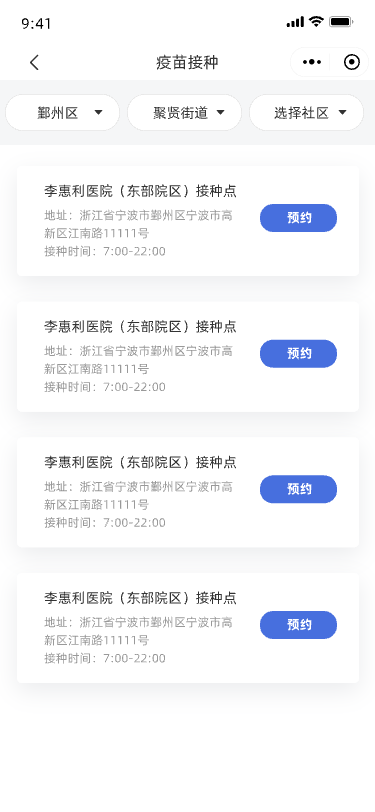 9:41
疫苗接种
鄞州区
聚贤街道
选择社区
李惠利医院（东部院区）接种点
地址：浙江省宁波市鄞州区宁波市高
新区江南路11111号
接种时间：7:00-22:00
预约
李惠利医院（东部院区）接种点
地址：浙江省宁波市鄞州区宁波市高
新区江南路11111号
接种时间：7:00-22:00
预约
李惠利医院（东部院区）接种点
地址：浙江省宁波市鄞州区宁波市高
新区江南路11111号
接种时间：7:00-22:00
预约
李惠利医院（东部院区）接种点
地址：浙江省宁波市鄞州区宁波市高
新区江南路11111号
接种时间：7:00-22:00
预约